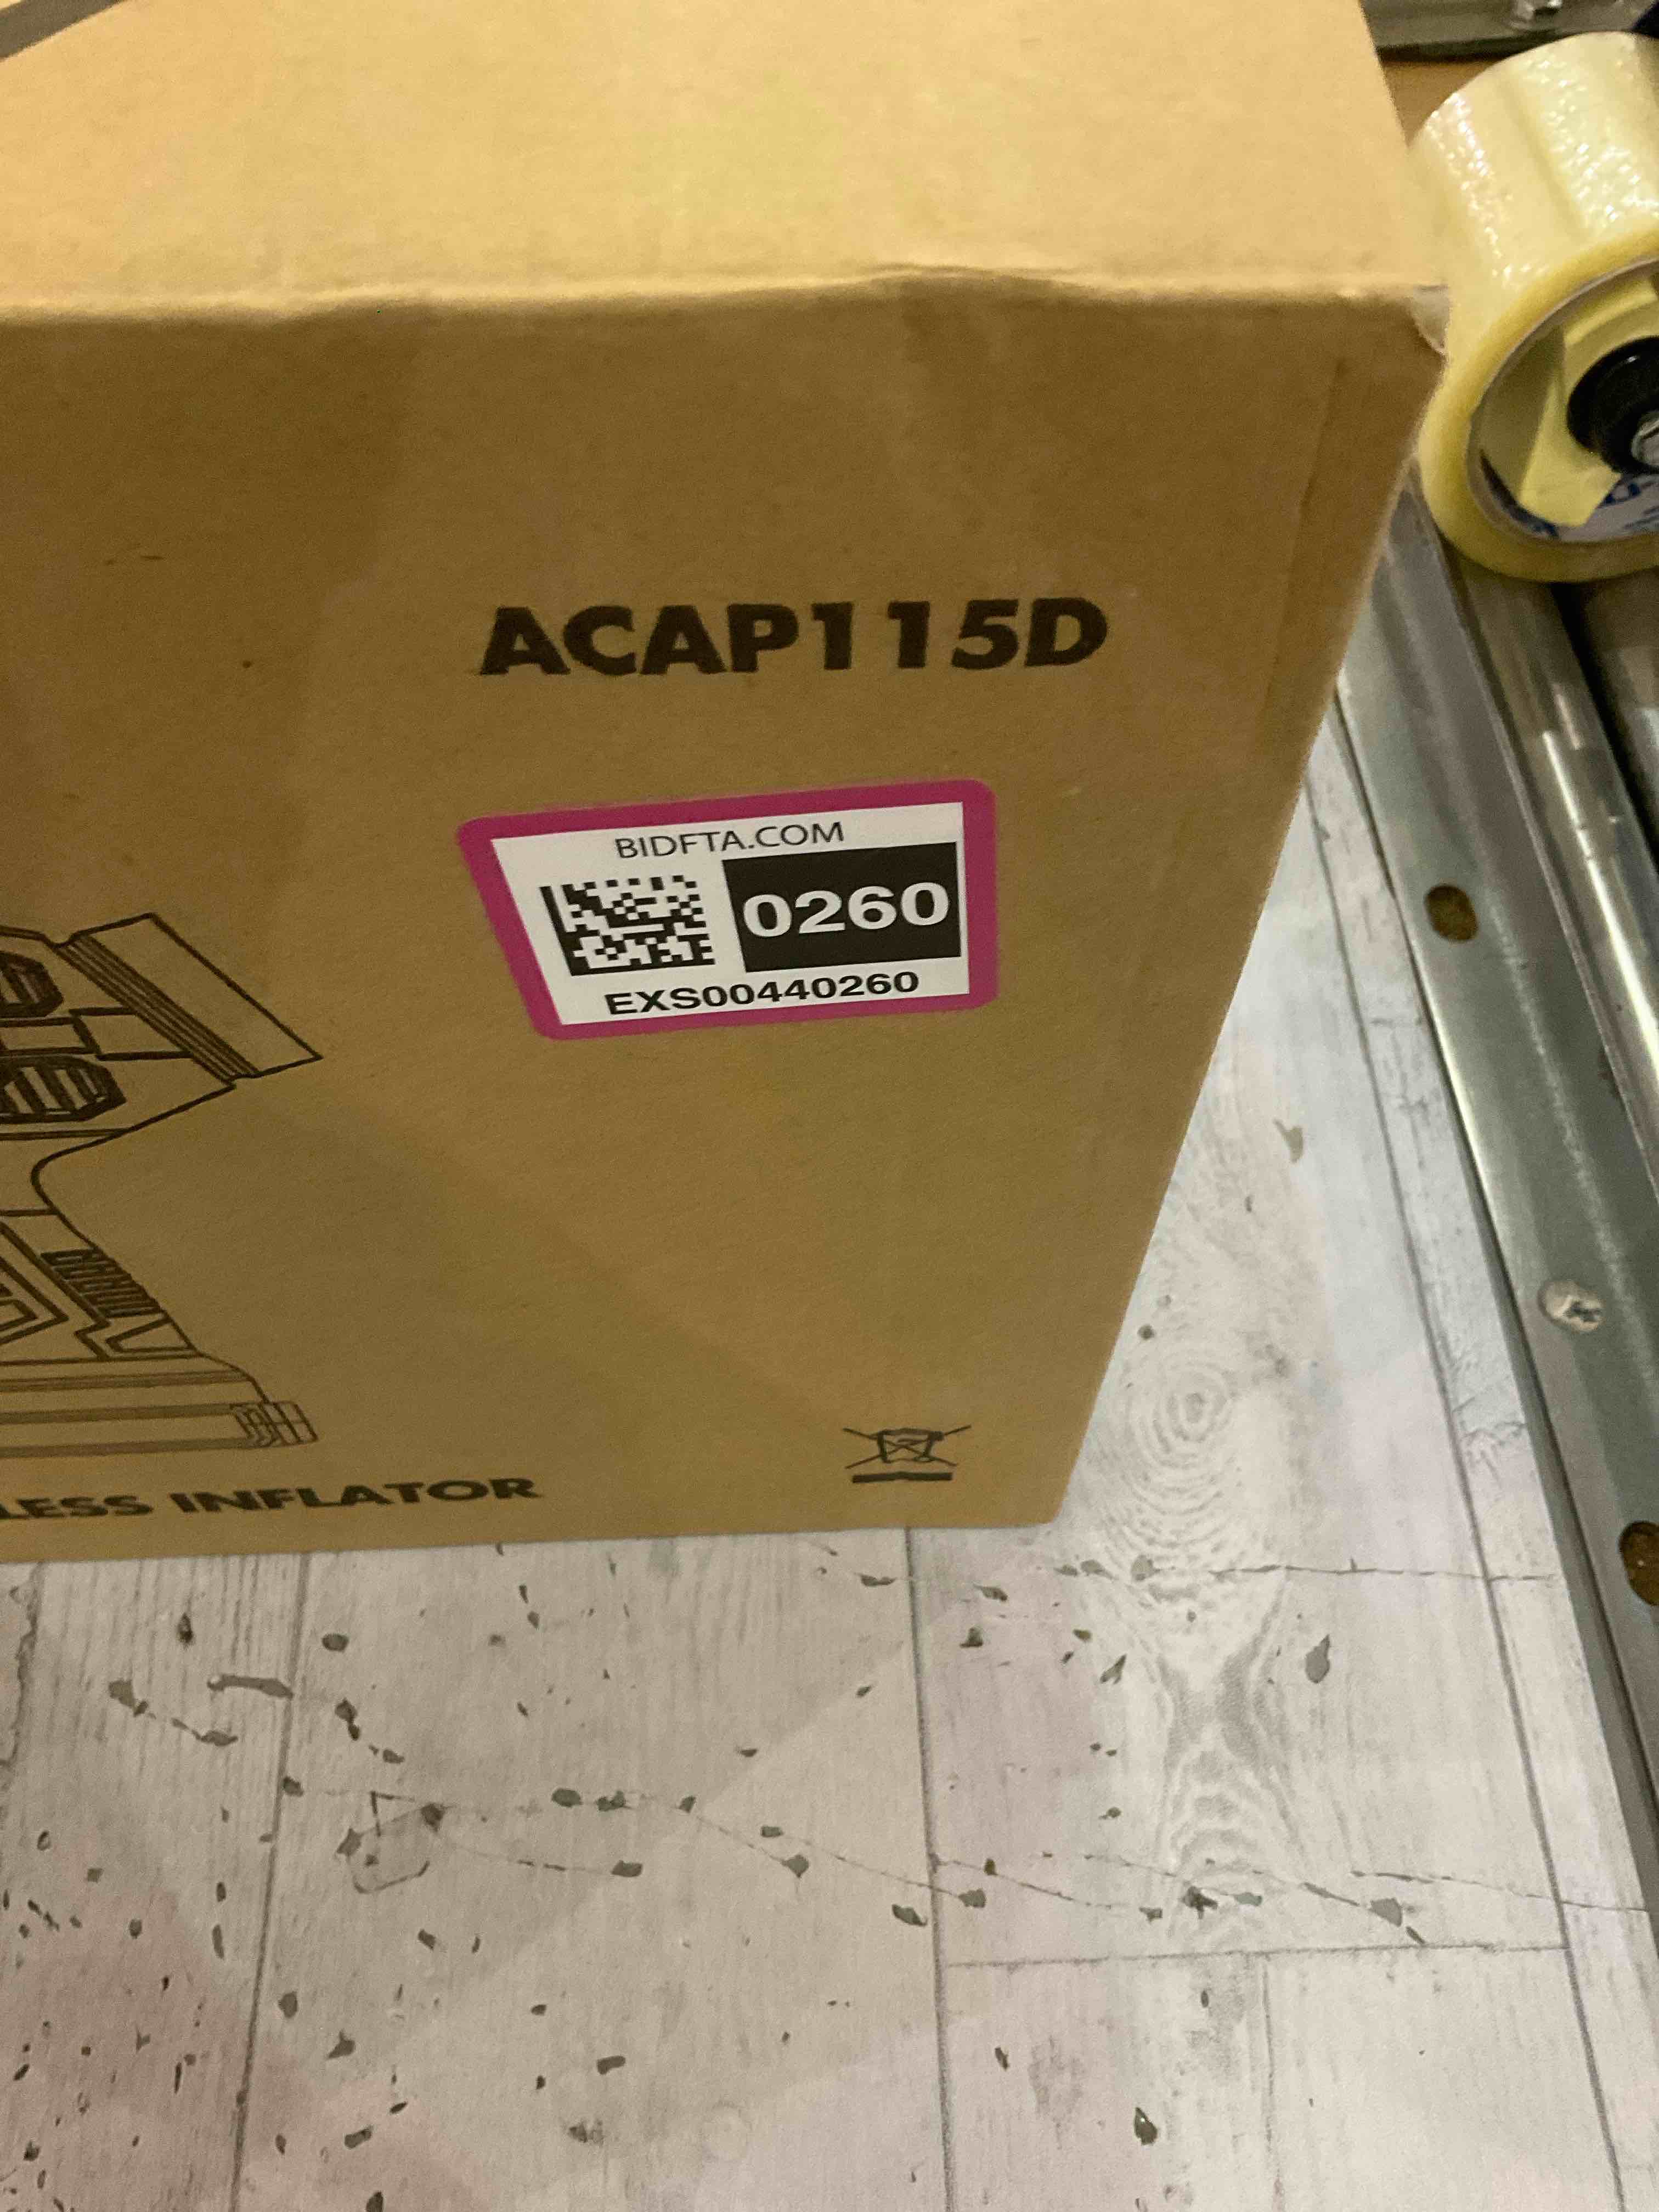 ACAP115D
BIDFTA.COM
0260
EXS00440260
LESS INFLATOR